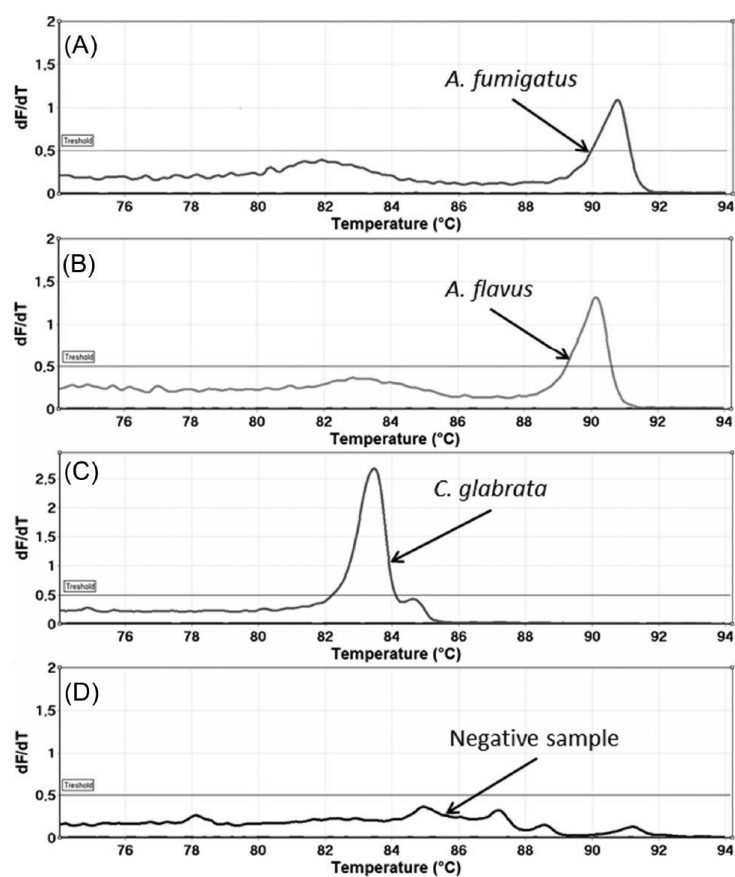 (A)
2
1.5
1
0.5
0
dF/dT
Treshold
A. fumigatus
76 78 80 82 84 86 88 90 92 94
Temperature (°C)
(B)
2
1.5
1
0.5
0
dF/dT
Treshold
A. flavus
76 78 80 82 84 86 88 90 92 94
Temperature (°C)
(C)
2.5
2
1.5
1
0.5
0
dF/dT
Treshold
C. glabrata
76 78 80 82 84 86 88 90 92 94
Temperature (°C)
(D)
2
1.5
1
0.5
0
dF/dT
Treshold
Negative sample
76 78 80 82 84 86 88 90 92 94
Temperature (°C)